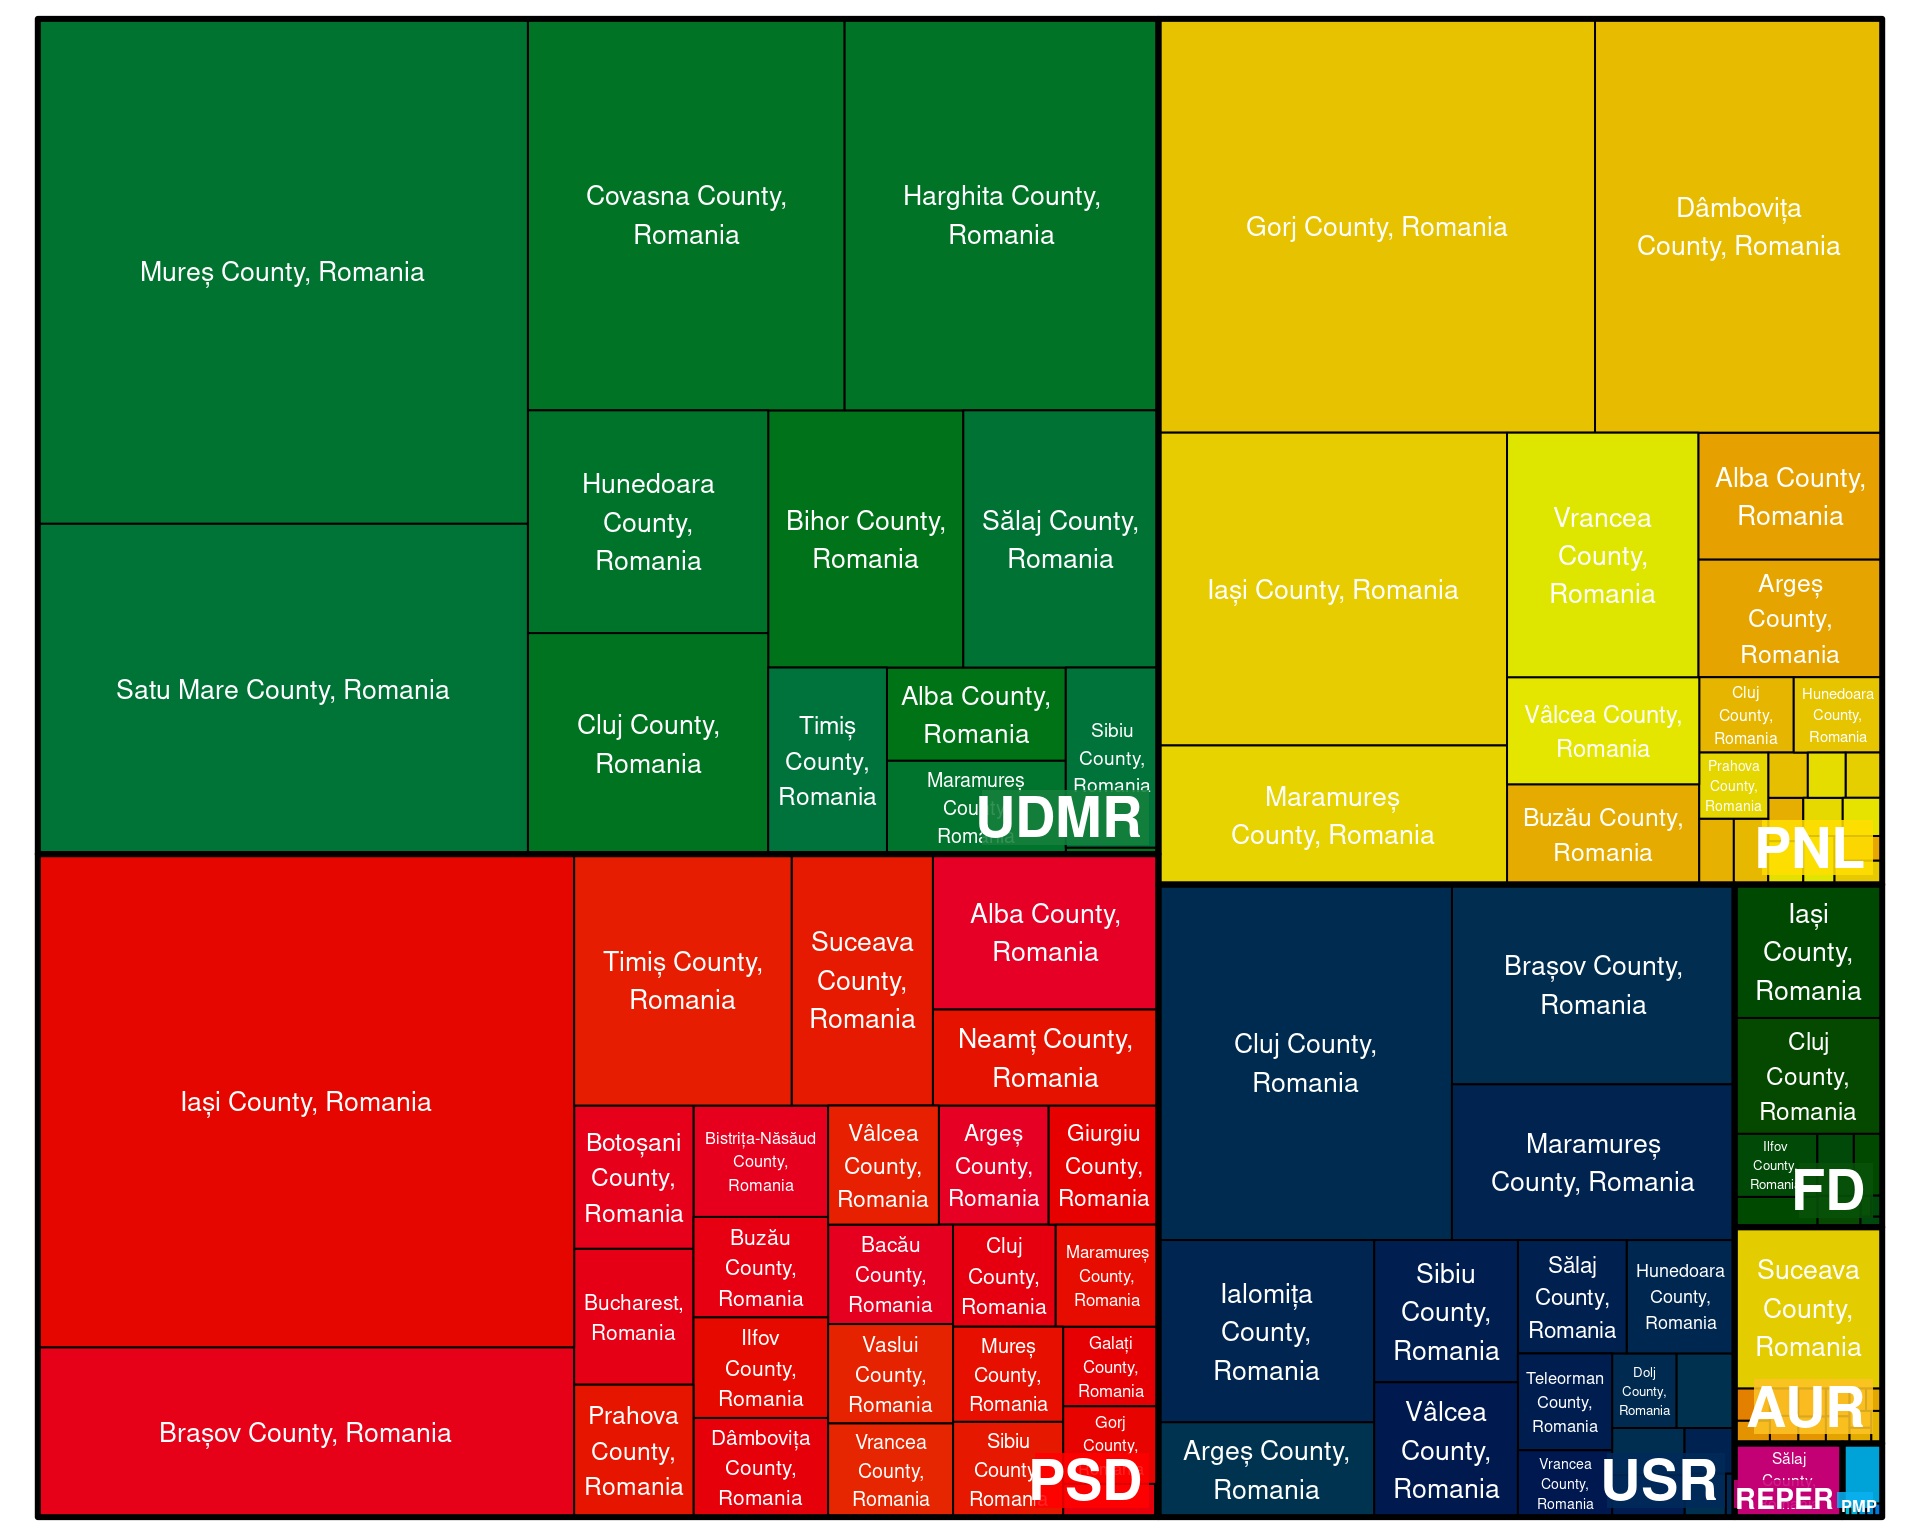 Mureș County, Romania
Satu Mare County, Romania
Covasna County,
Romania
Harghita County,
Romania
Hunedoara
County,
Romania
Cluj County,
Romania
Bihor County,
Romania
Sălaj County,
Romania
Timiș
County,
Romania
Alba County,
Romania
Maramureș
County,
Romania
Sibiu
County,
Romania
UDMR
Gorj County, Romania
Dâmbovița
County, Romania
Iași County, Romania
Maramureș
County, Romania
Vrancea
County,
Romania
Vâlcea County,
Romania
Buzău County,
Romania
Alba County,
Romania
Argeș
County,
Romania
Cluj
County,
Romania
Hunedoara
County,
Romania
Prahova
County,
Romania
PNL
Iași County, Romania
Brașov County, Romania
Timiș County,
Romania
Suceava
County,
Romania
Alba County,
Romania
Neamț County,
Romania
Botoșani
County,
Romania
Bucharest,
Romania
Prahova
County,
Romania
Bistrița-Năsăud
County,
Romania
Buzău
County,
Romania
Ilfov
County,
Romania
Dâmbovița
County,
Romania
Vâlcea
County,
Romania
Argeș
County,
Romania
Giurgiu
County,
Romania
Bacău
County,
Romania
Vaslui
County,
Romania
Vrancea
County,
Romania
Cluj
County,
Romania
Maramureș
County,
Romania
Mureș
County,
Romania
Galați
County,
Romania
Sibiu
County,
Romania
Gorj
County,
PSD
Cluj County,
Romania
Brașov County,
Romania
Maramureș
County, Romania
Ialomița
County,
Romania
Argeș County,
Romania
Sibiu
County,
Romania
Vâlcea
County,
Romania
Sălaj
County,
Romania
Hunedoara
County,
Romania
Teleorman
County,
Romania
Dolj
County,
Romania
Vrancea
County,
Romania
USR
Iași
County,
Romania
Cluj
County,
Romania
Ilfov
County,
Romania
FD
Suceava
County,
Romania
AUR
Sălaj
County,
REPER
PMP